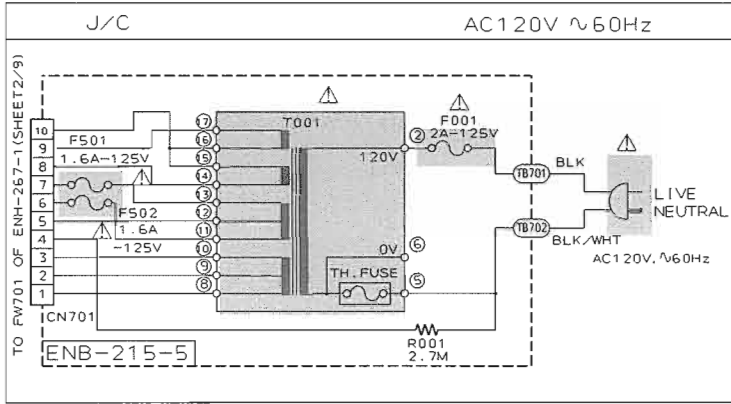 J/C
AC120V ∿60Hz
TO FW701 OF ENH-267-1(SHEET2/9)
10
9
8
7
6
5
4
3
2
1
CN701
F501
1.6A-125V
F502
1.6A
-125V
⚠
⚠
⑰
⑯
⑮
⑭
⑬
⑫
⑪
⑩
⑨
⑧
⚠
T001
120V
0V
TH.FUSE
②
⑥
⑤
⚠
F001
2A-125V
TB701
BLK
TB702
BLK/WHT
⚠
LIVE
NEUTRAL
AC120V.∿60Hz
R001
2.7M
ENB-215-5